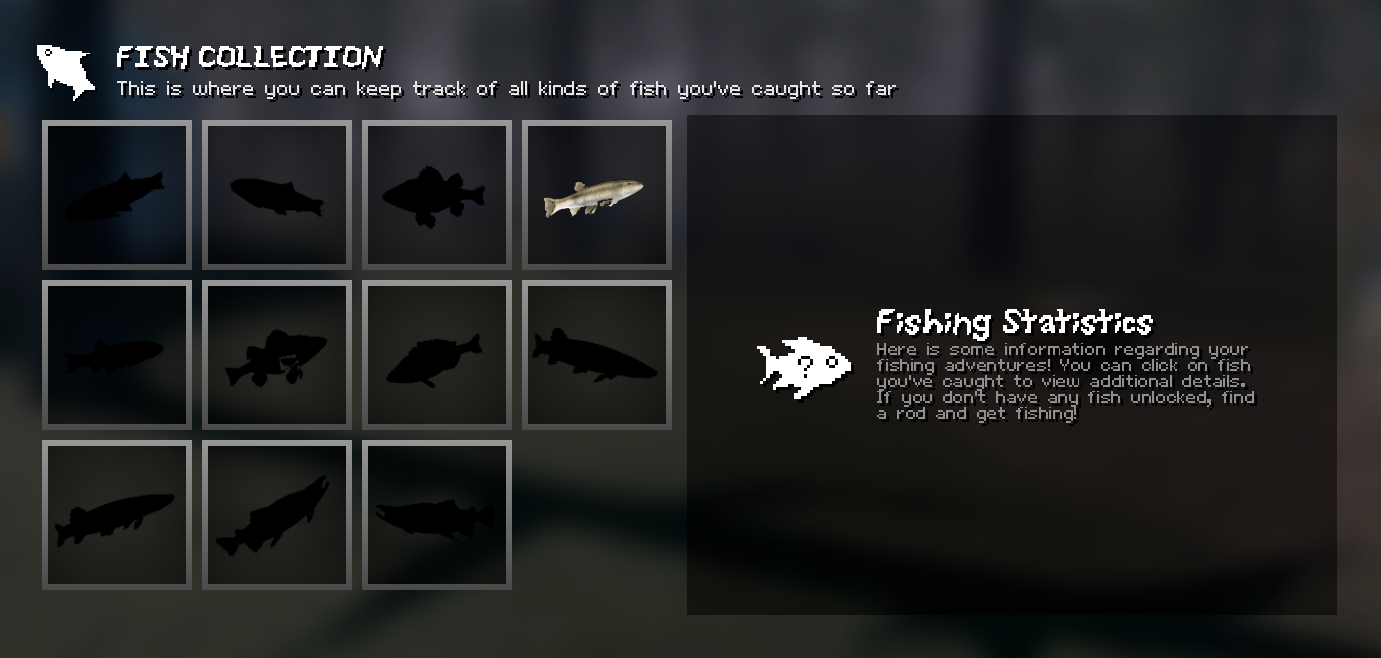 FISH COLLECTION
This is where you can keep track of all kinds of fish you've caught so far
Fishing Statistics
Here is some information regarding your
fishing adventures! You can click on fish
you've caught to view additional details.
If you don't have any fish unlocked, find
a rod and get fishing!
?